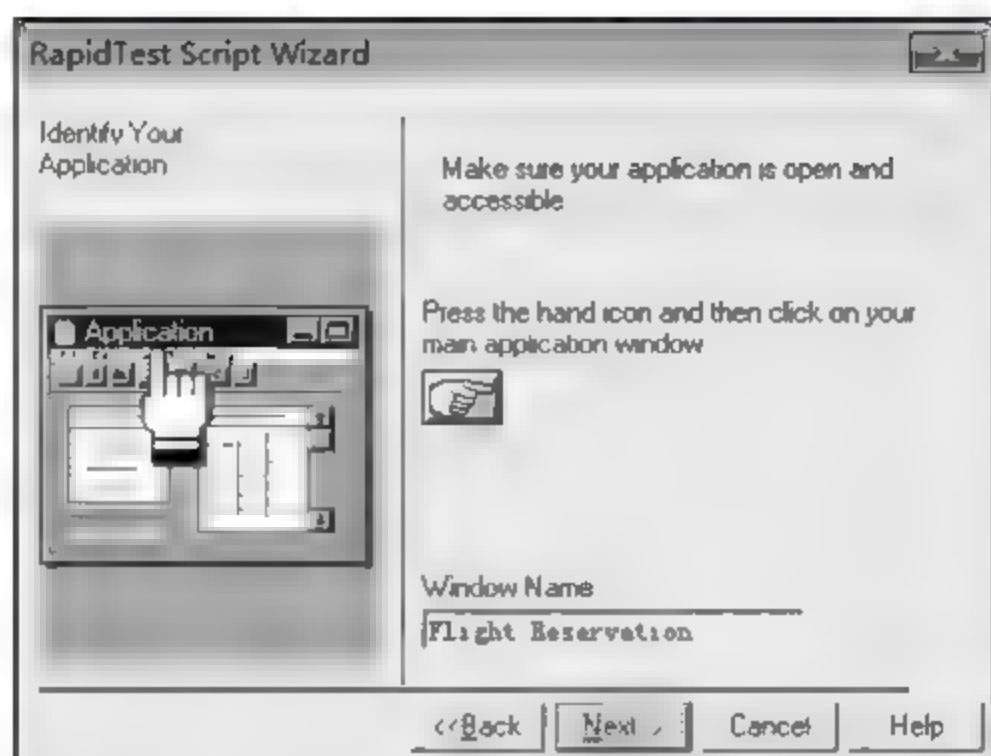 RapidTest Script Wizard
Identify Your
Application
Make sure your application is open and
accessible
Application
Press the hand icon and then click on your
main application window
Window Name
Flight Reservation
<<Back
Next >
Cancel
Help